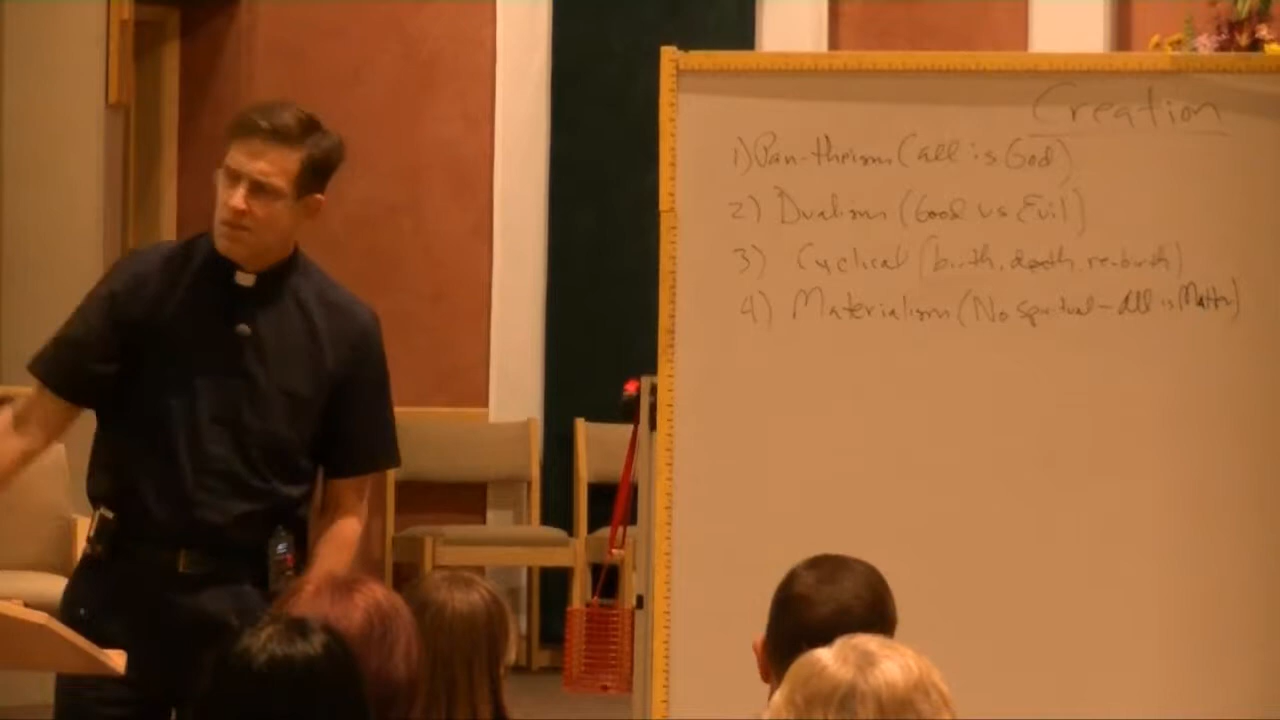 Creation
1) Pan-theism (all is God)
2) Dualism (Good vs Evil)
3) Cyclical (birth, death, re-birth)
4) Materialism (No spiritual - All is Matter)